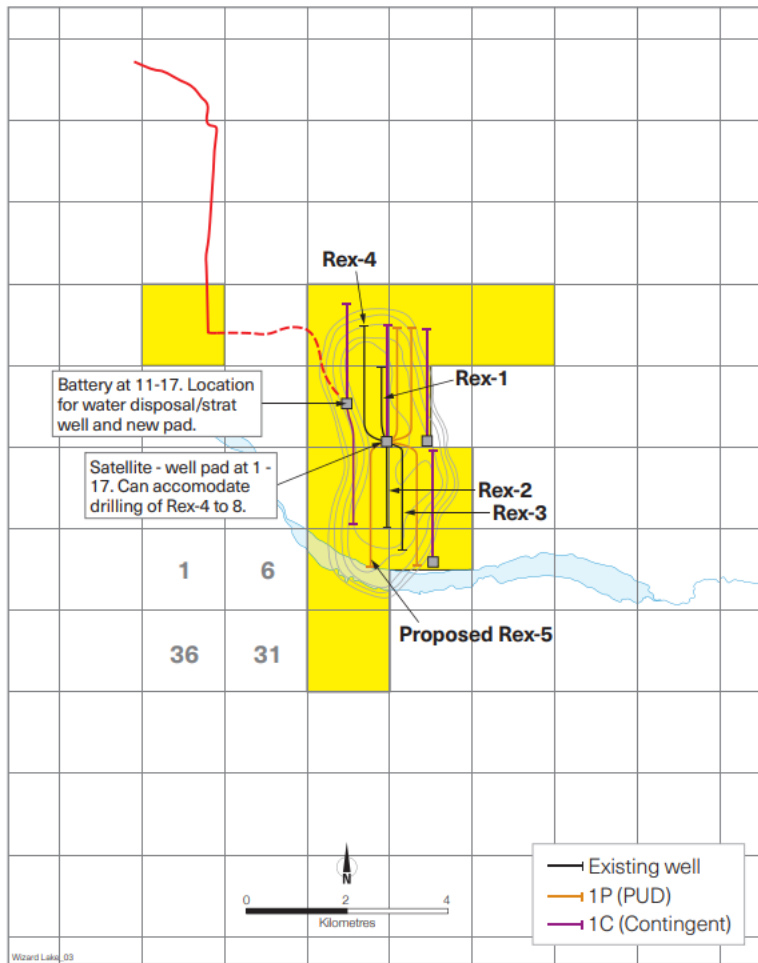 Rex-4
Battery at 11-17. Location
for water disposal/strat
well and new pad.
Rex-1
Satellite - well pad at 1 -
17. Can accomodate
drilling of Rex-4 to 8.
Rex-2
Rex-3
1 6
Proposed Rex-5
36 31
N
0 2 4
Kilometres
Existing well
1P (PUD)
1C (Contingent)
Wizard Lake_03